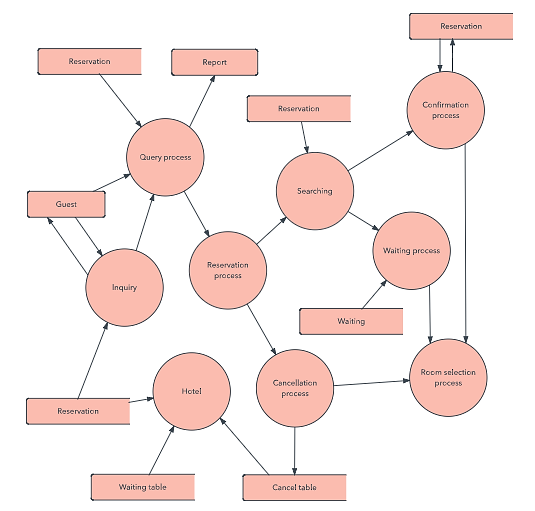 Reservation
Reservation
Report
Reservation
Confirmation
process
Query process
Searching
Guest
Waiting process
Reservation
process
Inquiry
Waiting
Room selection
process
Hotel
Cancellation
process
Reservation
Waiting table
Cancel table